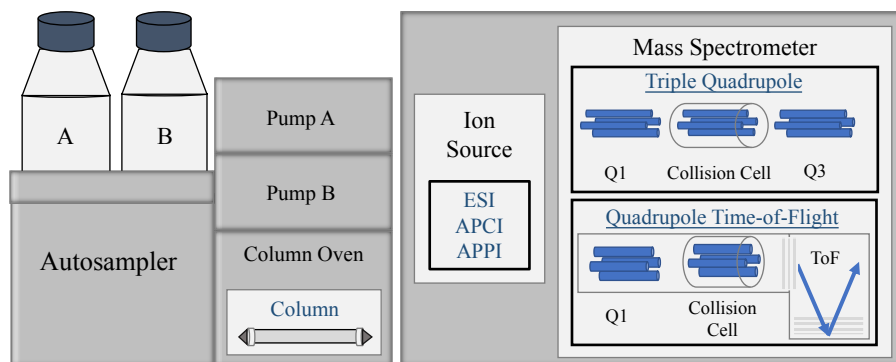 A
B
Autosampler
Pump A
Pump B
Column Oven
Column
Ion
Source
ESI
APCI
APPI
Mass Spectrometer
Triple Quadrupole
Q1
Collision Cell
Q3
Quadrupole Time-of-Flight
ToF
Q1
Collision
Cell